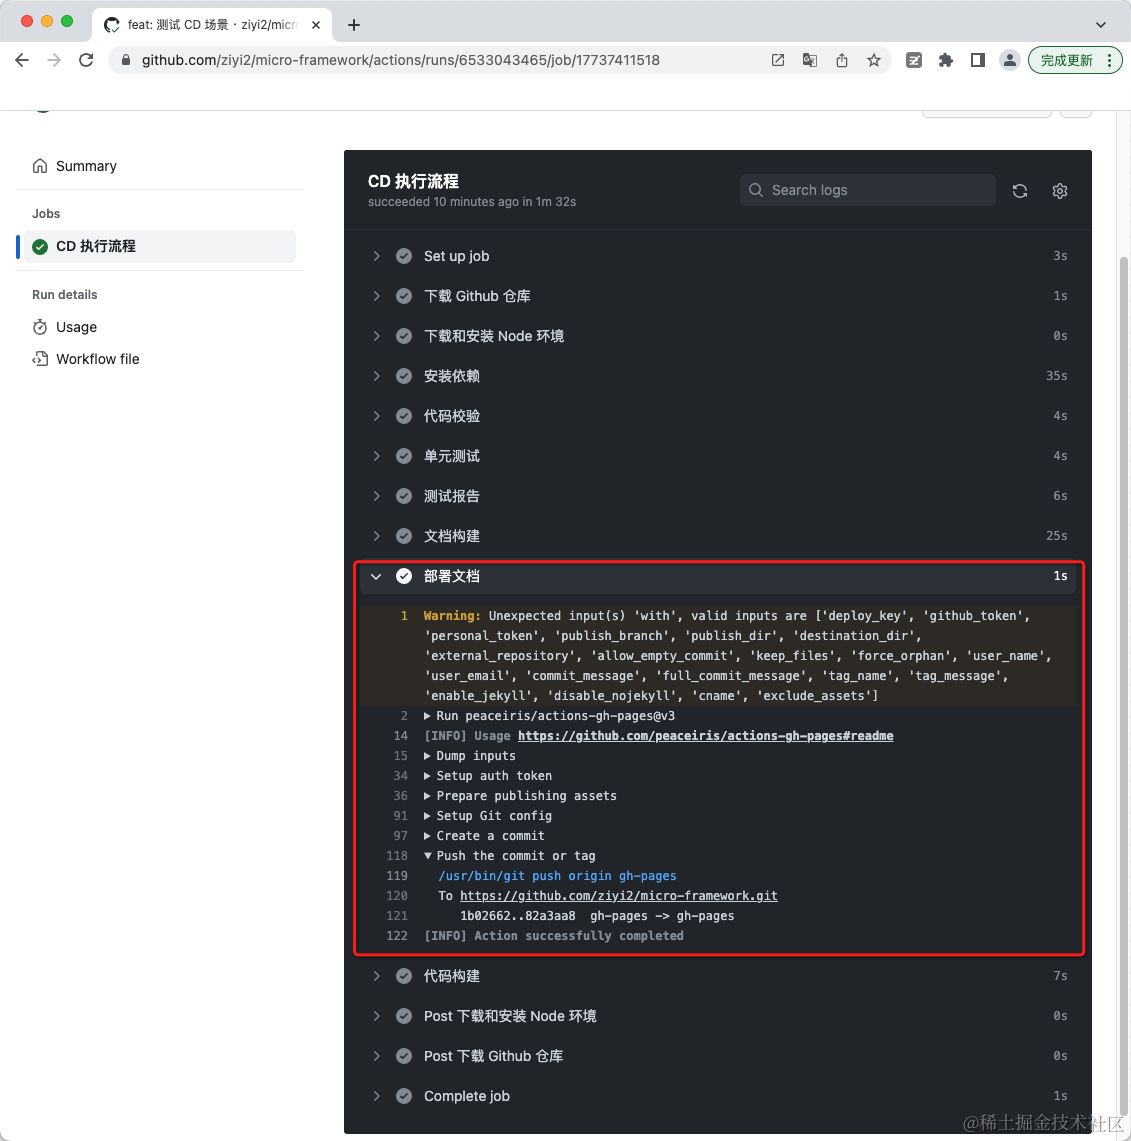 feat: 测试 CD 场景 · ziyi2/micr
github.com/ziyi2/micro-framework/actions/runs/6533043465/job/17737411518
完成更新
Summary
Jobs
CD 执行流程
Run details
Usage
Workflow file
CD 执行流程
succeeded 10 minutes ago in 1m 32s
Search logs
Set up job 3s
下载 Github 仓库 1s
下载和安装 Node 环境 0s
安装依赖 35s
代码校验 4s
单元测试 4s
测试报告 6s
文档构建 25s
部署文档 1s
1 Warning: Unexpected input(s) 'with', valid inputs are ['deploy_key', 'github_token',
'personal_token', 'publish_branch', 'publish_dir', 'destination_dir',
'external_repository', 'allow_empty_commit', 'keep_files', 'force_orphan', 'user_name',
'user_email', 'commit_message', 'full_commit_message', 'tag_name', 'tag_message',
'enable_jekyll', 'disable_nojekyll', 'cname', 'exclude_assets']
2 ▶ Run peaceiris/actions-gh-pages@v3
14 [INFO] Usage https://github.com/peaceiris/actions-gh-pages#readme
15 ▶ Dump inputs
34 ▶ Setup auth token
36 ▶ Prepare publishing assets
91 ▶ Setup Git config
97 ▶ Create a commit
118 ▼ Push the commit or tag
119 /usr/bin/git push origin gh-pages
120 To https://github.com/ziyi2/micro-framework.git
121 1b02662..82a3aa8 gh-pages -> gh-pages
122 [INFO] Action successfully completed
代码构建 7s
Post 下载和安装 Node 环境 0s
Post 下载 Github 仓库 0s
Complete job 1s
@稀土掘金技术社区